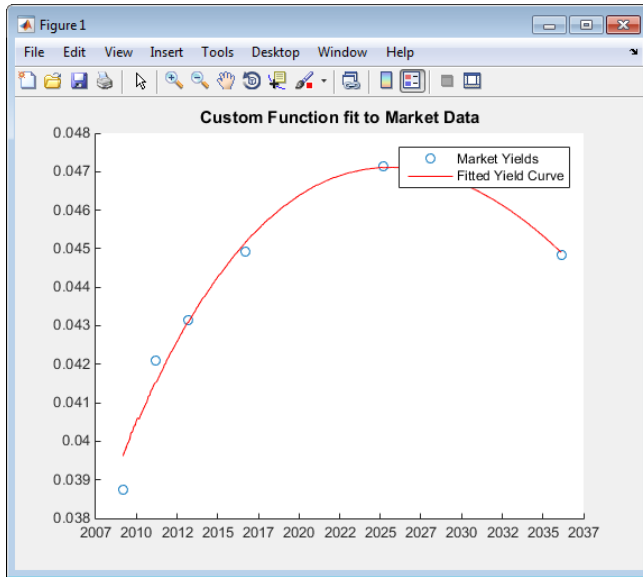 Figure 1
File Edit View Insert Tools Desktop Window Help
Custom Function fit to Market Data
0.048
0.047
0.046
0.045
0.044
0.043
0.042
0.041
0.04
0.039
0.038
Market Yields
Fitted Yield Curve
2007 2010 2012 2015 2017 2020 2022 2025 2027 2030 2032 2035 2037